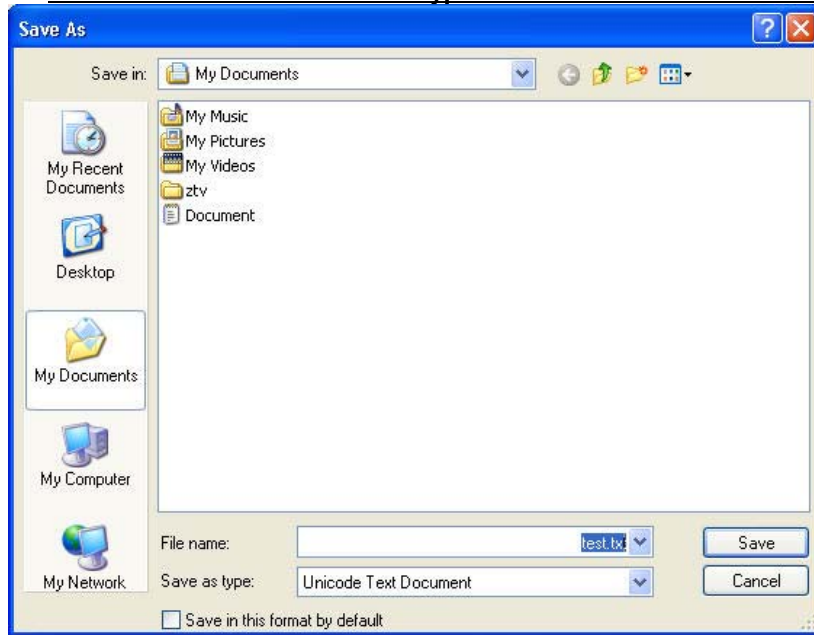 Save As
Save in: My Documents
My Recent
Documents
Desktop
My Documents
My Computer
My Network
My Music
My Pictures
My Videos
ztv
Document
File name: test.txt
Save
Save as type: Unicode Text Document
Cancel
Save in this format by default